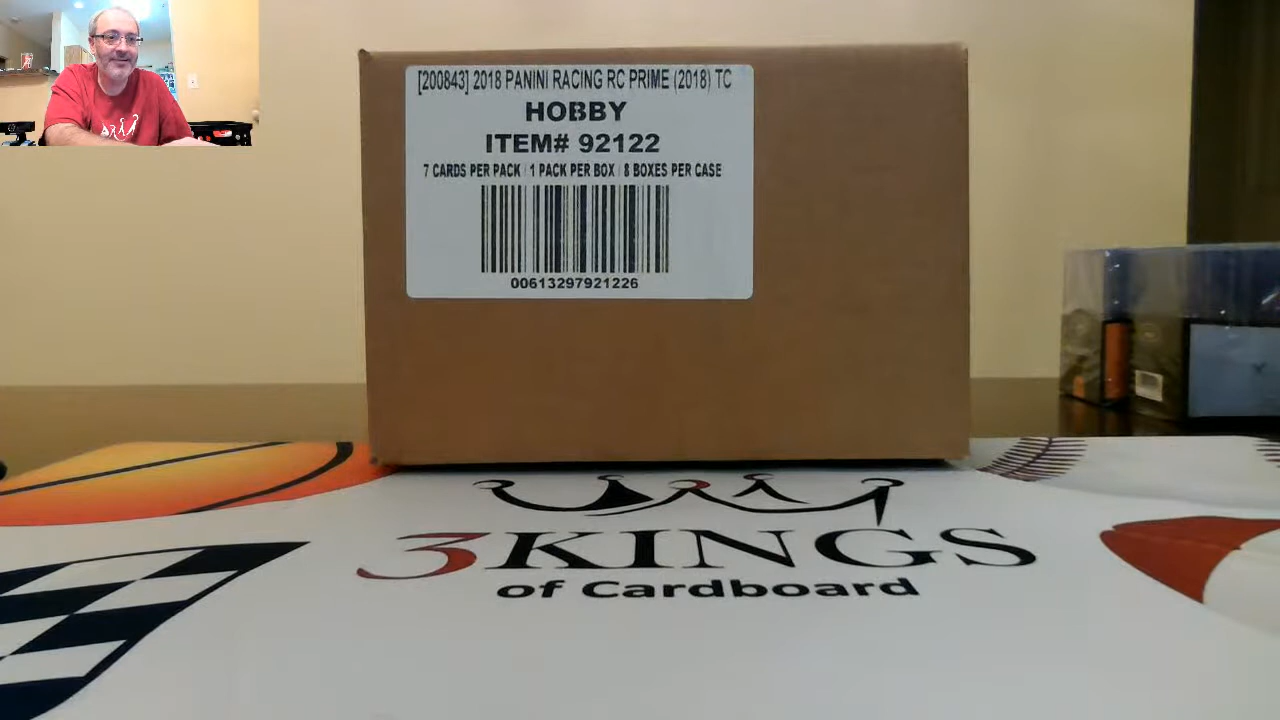 [200843] 2018 PANINI RACING RC PRIME (2018) TC
HOBBY
ITEM# 92122
7 CARDS PER PACK | 1 PACK PER BOX | 8 BOXES PER CASE
00613297921226
3KINGS
of Cardboard